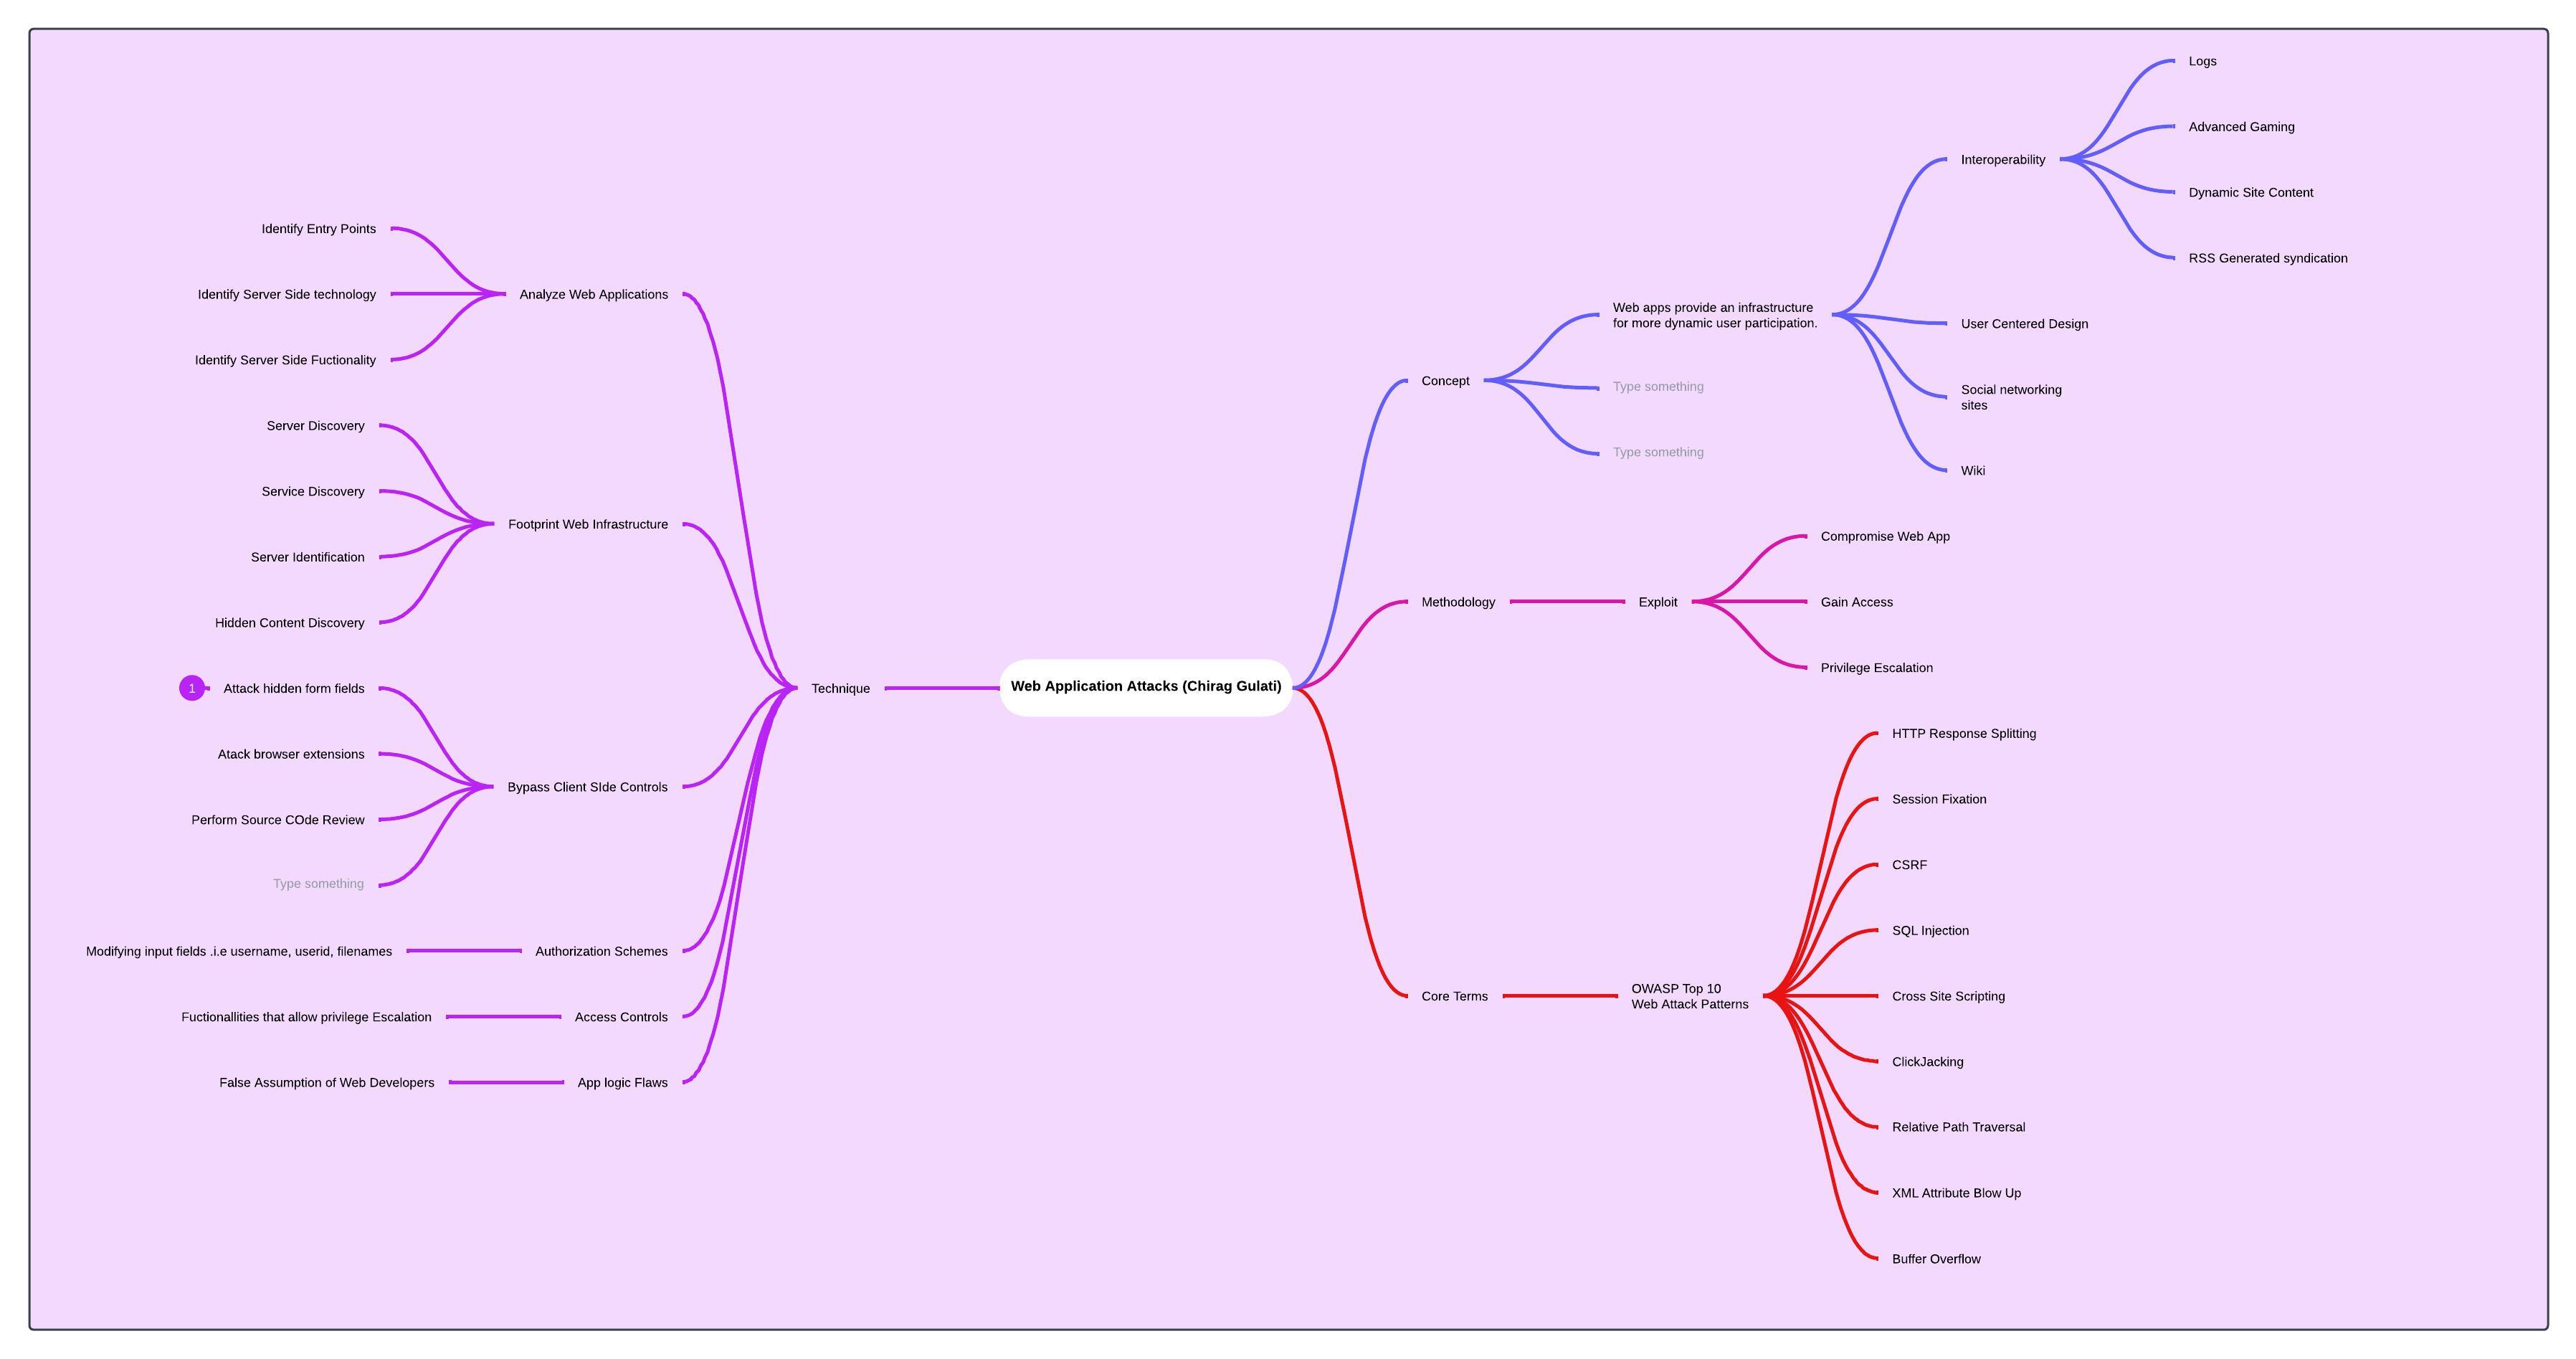 Web Application Attacks (Chirag Gulati)
Technique
Analyze Web Applications
Identify Entry Points
Identify Server Side technology
Identify Server Side Fuctionality
Footprint Web Infrastructure
Server Discovery
Service Discovery
Server Identification
Hidden Content Discovery
Bypass Client SIde Controls
Attack hidden form fields
1
Atack browser extensions
Perform Source COde Review
Type something
Authorization Schemes
Modifying input fields .i.e username, userid, filenames
Access Controls
Fuctionallities that allow privilege Escalation
App logic Flaws
False Assumption of Web Developers
Concept
Web apps provide an infrastructure
for more dynamic user participation.
Interoperability
Logs
Advanced Gaming
Dynamic Site Content
RSS Generated syndication
User Centered Design
Social networking
sites
Wiki
Type something
Type something
Methodology
Exploit
Compromise Web App
Gain Access
Privilege Escalation
Core Terms
OWASP Top 10
Web Attack Patterns
HTTP Response Splitting
Session Fixation
CSRF
SQL Injection
Cross Site Scripting
ClickJacking
Relative Path Traversal
XML Attribute Blow Up
Buffer Overflow